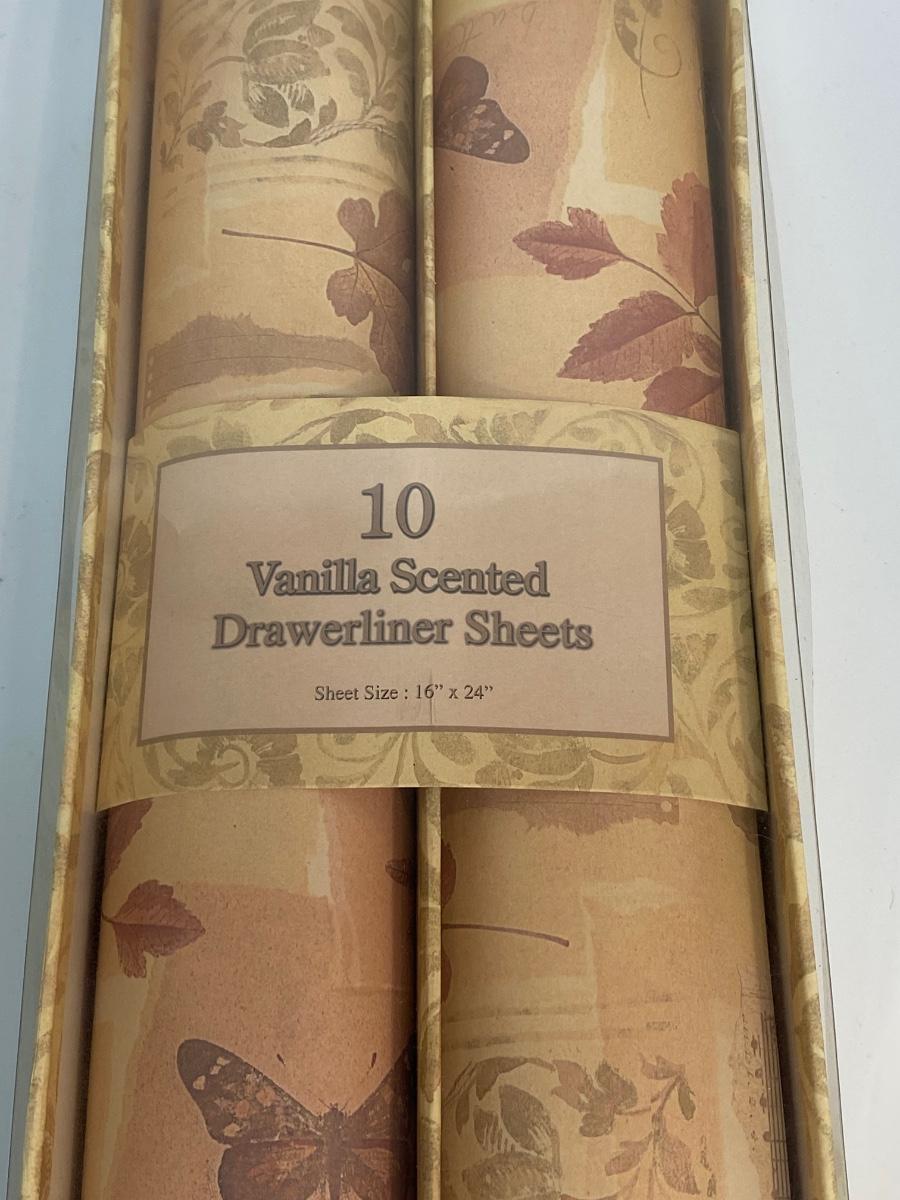 10
Vanilla Scented
Drawerliner Sheets
Sheet Size : 16” x 24”